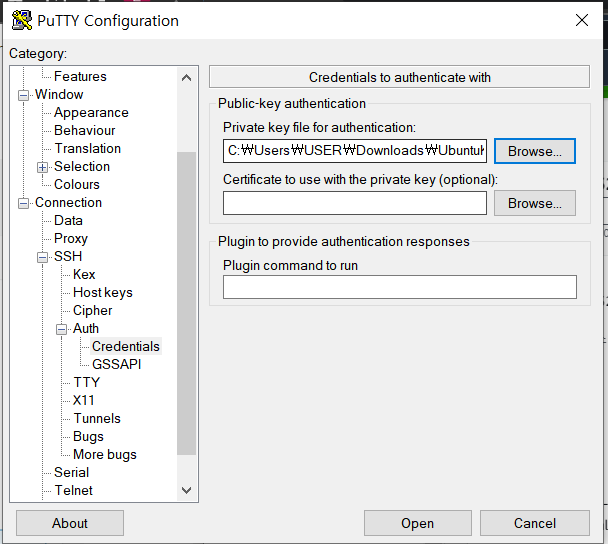 PuTTY Configuration
Category:
Features
Window
Appearance
Behaviour
Translation
Selection
Colours
Connection
Data
Proxy
SSH
Kex
Host keys
Cipher
Auth
Credentials
GSSAPI
TTY
X11
Tunnels
Bugs
More bugs
Serial
Telnet
Credentials to authenticate with
Public-key authentication
Private key file for authentication:
C:₩Users₩USER₩Downloads₩Ubuntu
Browse...
Certificate to use with the private key (optional):
Browse...
Plugin to provide authentication responses
Plugin command to run
About
Open
Cancel